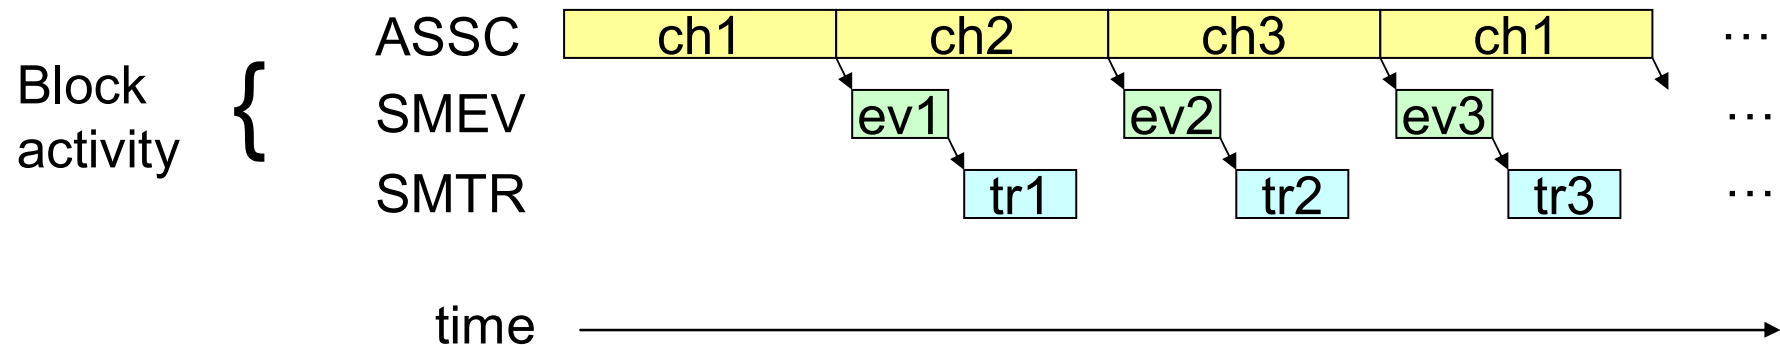 ASSC ch1 ch2 ch3 ch1 ...
Block activity { SMEV ev1 ev2 ev3 ...
SMTR tr1 tr2 tr3 ...
time